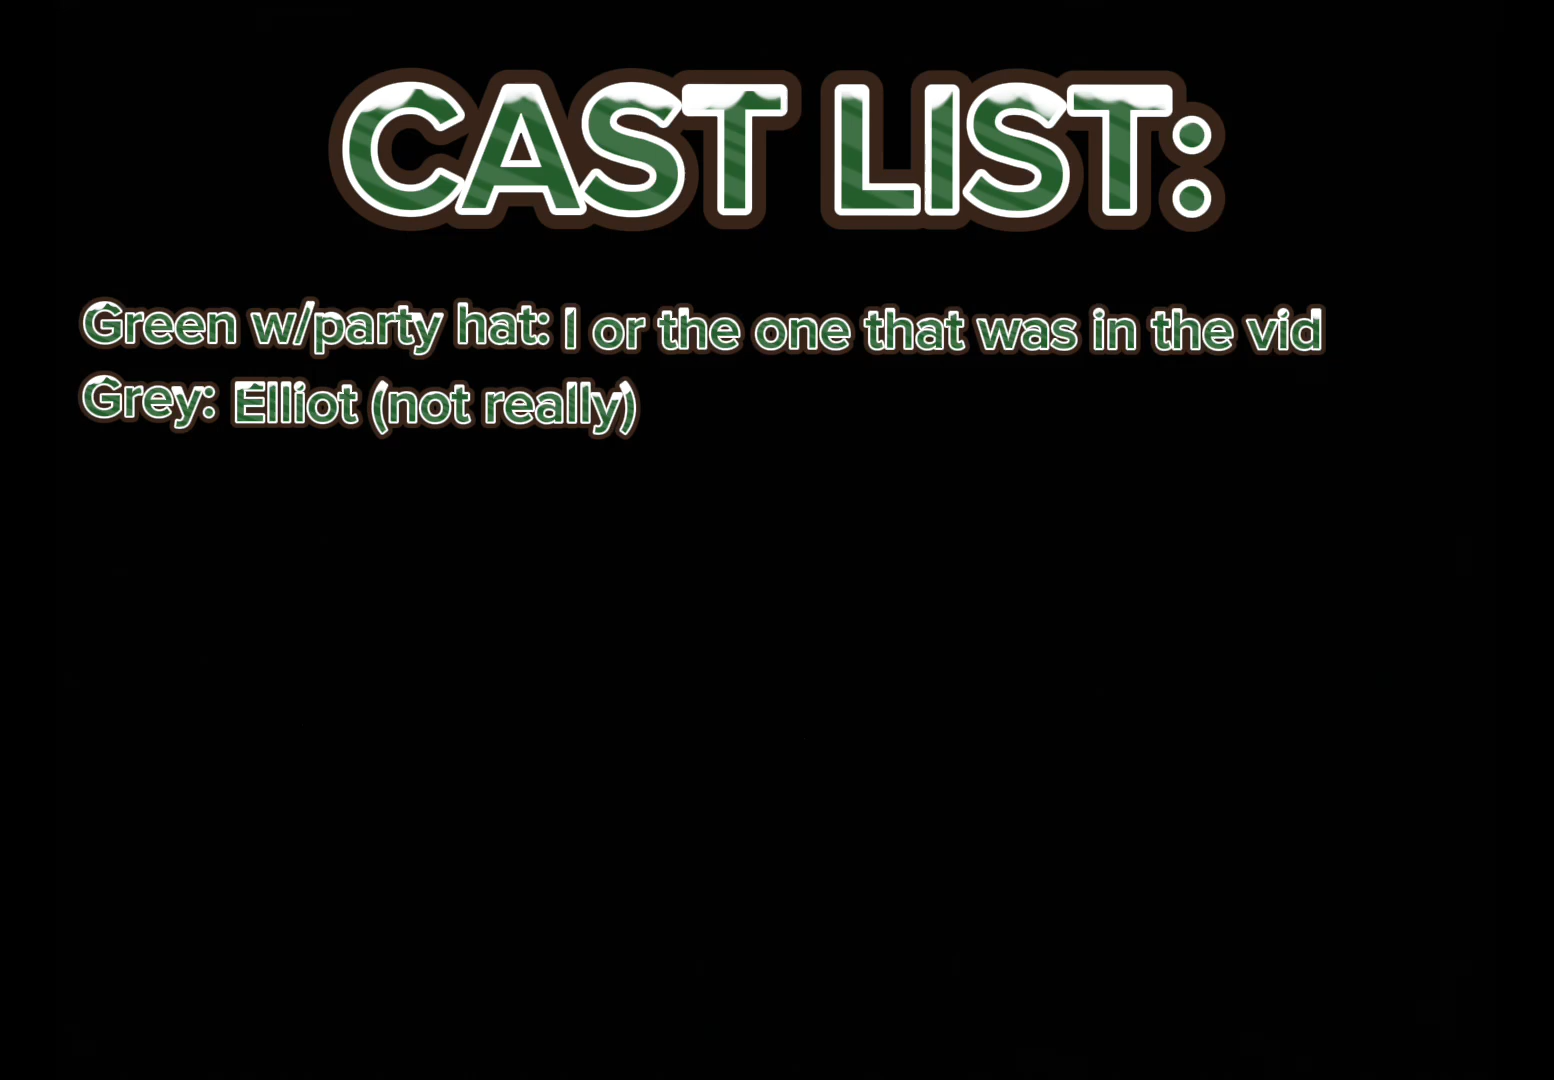 CAST LIST:
Green w/party hat: I or the one that was in the vid
Grey: Elliot (not really)